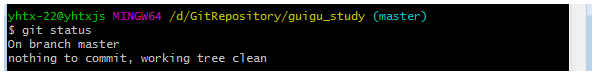 yhtx-22@yhtxjs MINGW64 /d/GitRepository/guigu_study (master)
$ git status
On branch master
nothing to commit, working tree clean